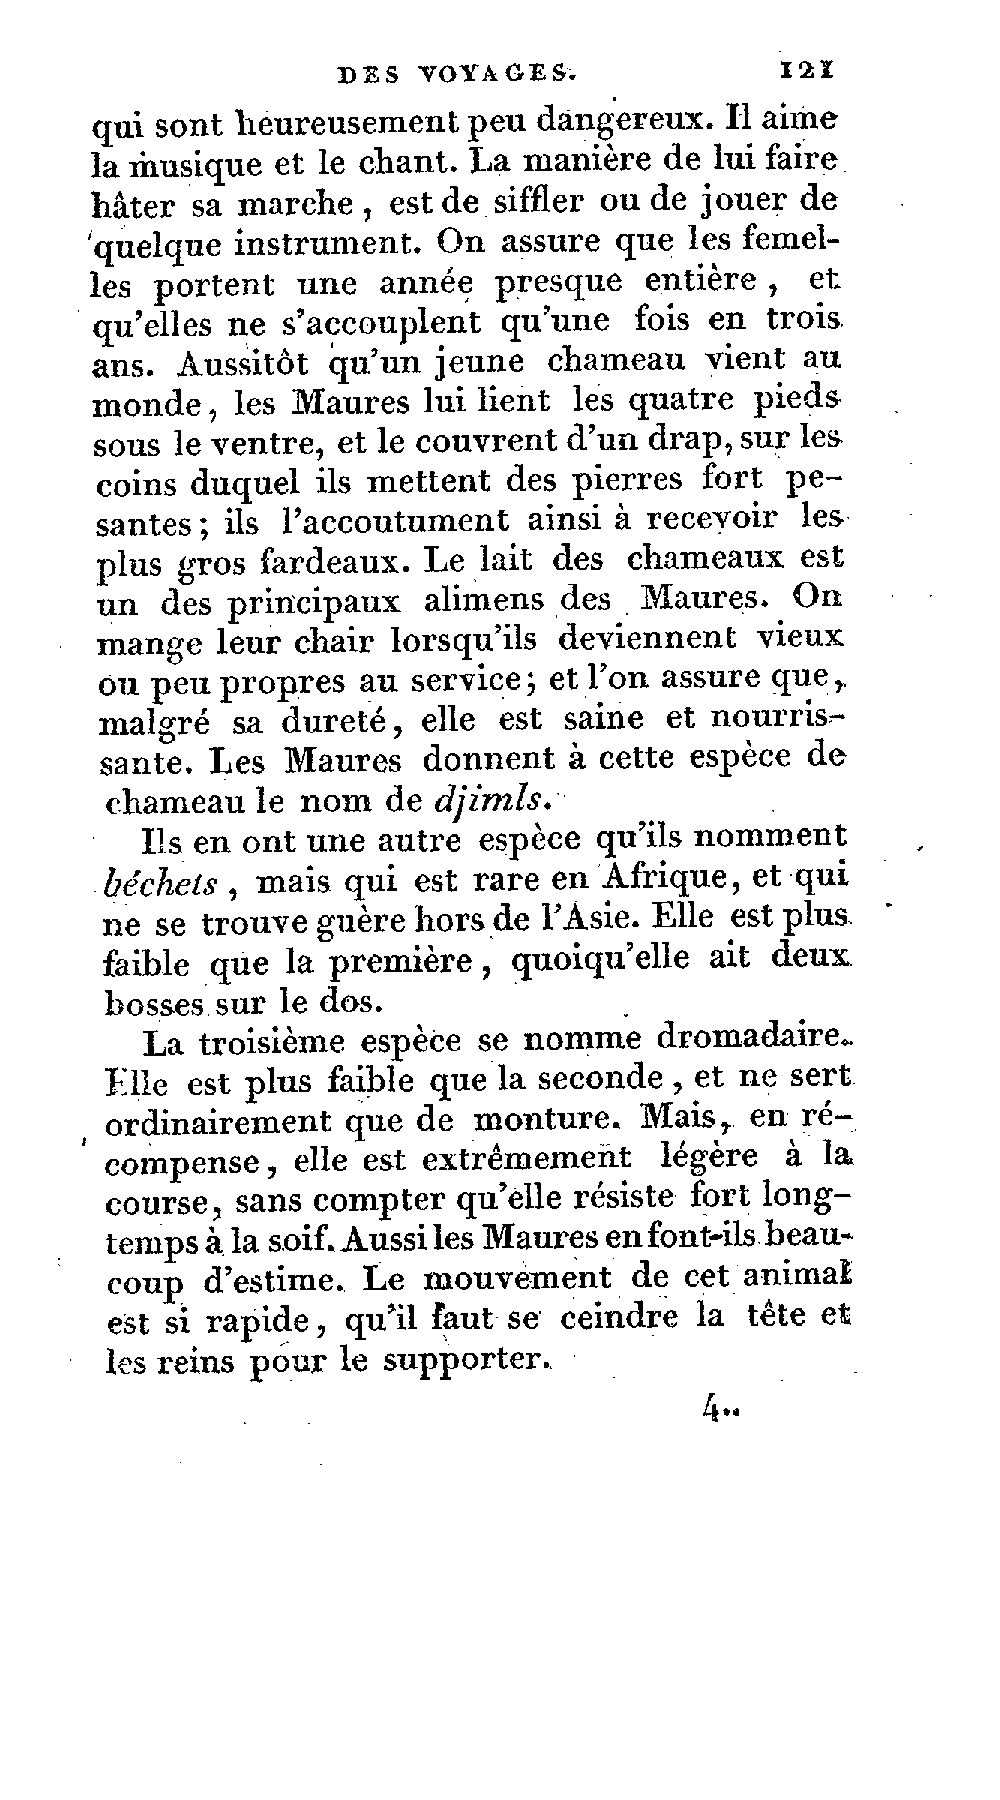 DES VOYAGES. 121
qui sont heureusement peu dangereux. Il aime
la musique et le chant. La manière de lui faire
hâter sa marche, est de siffler ou de jouer de
quelque instrument. On assure que les femel-
les portent une année presque entière, et
qu'elles ne s'accouplent qu'une fois en trois
ans. Aussitôt qu'un jeune chameau vient au
monde, les Maures lui lient les quatre pieds
sous le ventre, et le couvrent d'un drap, sur les
coins duquel ils mettent des pierres fort pe-
santes; ils l'accoutument ainsi à recevoir les
plus gros fardeaux. Le lait des chameaux est
un des principaux alimens des Maures. On
mange leur chair lorsqu'ils deviennent vieux
ou peu propres au service; et l'on assure que,
malgré sa dureté, elle est saine et nourris-
sante. Les Maures donnent à cette espèce de
chameau le nom de djimls.
Ils en ont une autre espèce qu'ils nomment
béchets, mais qui est rare en Afrique, et qui
ne se trouve guère hors de l'Asie. Elle est plus
faible que la première, quoiqu'elle ait deux
bosses sur le dos.
La troisième espèce se nomme dromadaire.
Elle est plus faible que la seconde, et ne sert
ordinairement que de monture. Mais, en ré-
compense, elle est extrêmement légère à la
course, sans compter qu'elle résiste fort long-
temps à la soif. Aussi les Maures en font-ils beau-
coup d'estime. Le mouvement de cet animal
est si rapide, qu'il faut se ceindre la tête et
les reins pour le supporter.
4..